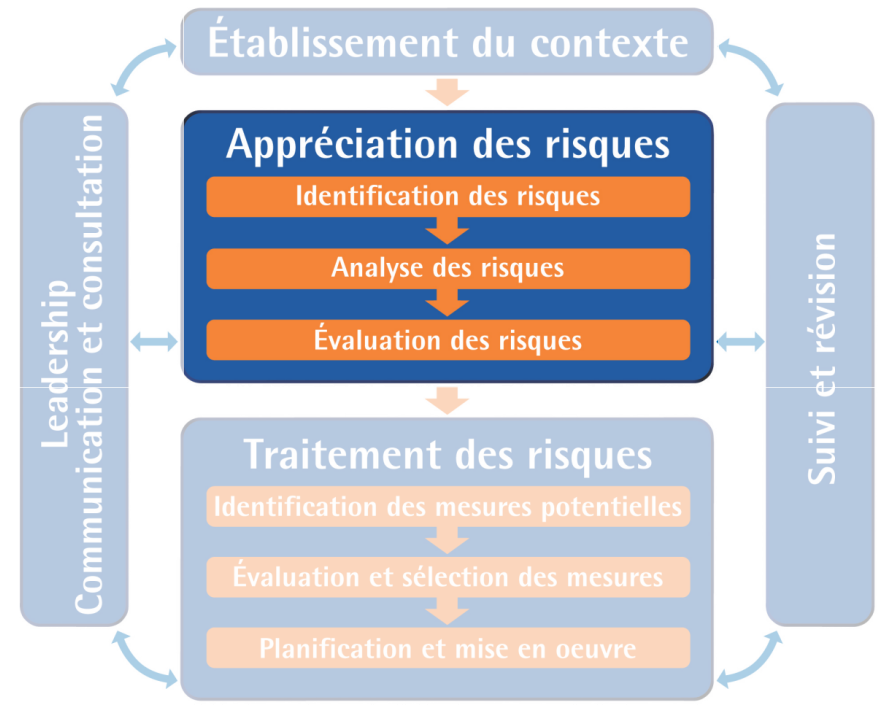 Établissement du contexte
Leadership
Communication et consultation
Appréciation des risques
Identification des risques
Analyse des risques
Évaluation des risques
Suivi et révision
Traitement des risques
Identification des mesures potentielles
Évaluation et sélection des mesures
Planification et mise en oeuvre